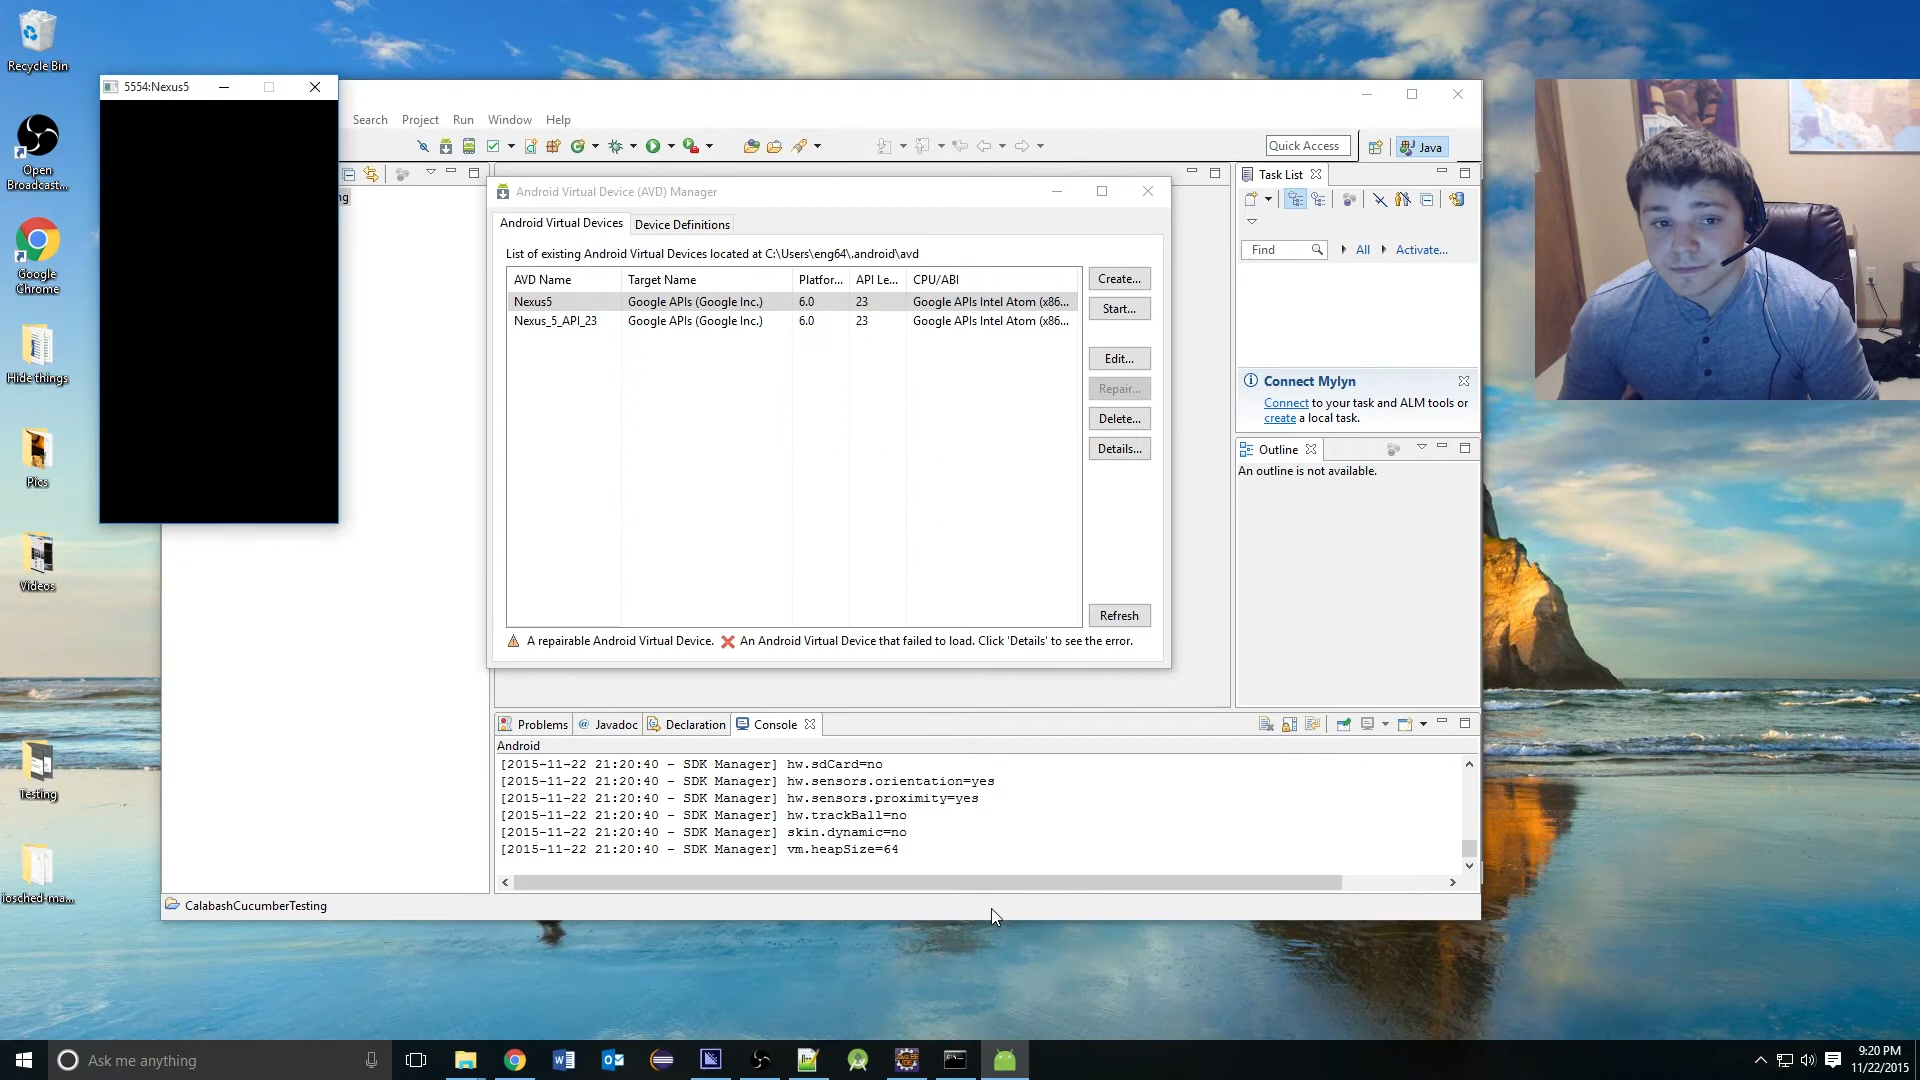 Recycle Bin
Open
Broadcast...
Google
Chrome
Hide things
Pics
Videos
Testing
iosched-ma...
5554:Nexus5
Search Project Run Window Help
Quick Access
Java
ng
Android Virtual Device (AVD) Manager
Android Virtual Devices Device Definitions
List of existing Android Virtual Devices located at C:\Users\eng64\.android\avd
AVD Name Target Name Platfor... API Le... CPU/ABI
Nexus5 Google APIs (Google Inc.) 6.0 23 Google APIs Intel Atom (x86...
Nexus_5_API_23 Google APIs (Google Inc.) 6.0 23 Google APIs Intel Atom (x86...
Create...
Start...
Edit...
Repair...
Delete...
Details...
Refresh
A repairable Android Virtual Device. An Android Virtual Device that failed to load. Click 'Details' to see the error.
Task List
Find All Activate...
Connect Mylyn
Connect to your task and ALM tools or
create a local task.
Outline
An outline is not available.
Problems @ Javadoc Declaration Console
Android
[2015-11-22 21:20:40 - SDK Manager] hw.sdCard=no
[2015-11-22 21:20:40 - SDK Manager] hw.sensors.orientation=yes
[2015-11-22 21:20:40 - SDK Manager] hw.sensors.proximity=yes
[2015-11-22 21:20:40 - SDK Manager] hw.trackBall=no
[2015-11-22 21:20:40 - SDK Manager] skin.dynamic=no
[2015-11-22 21:20:40 - SDK Manager] vm.heapSize=64
CalabashCucumberTesting
Ask me anything
9:20 PM
11/22/2015